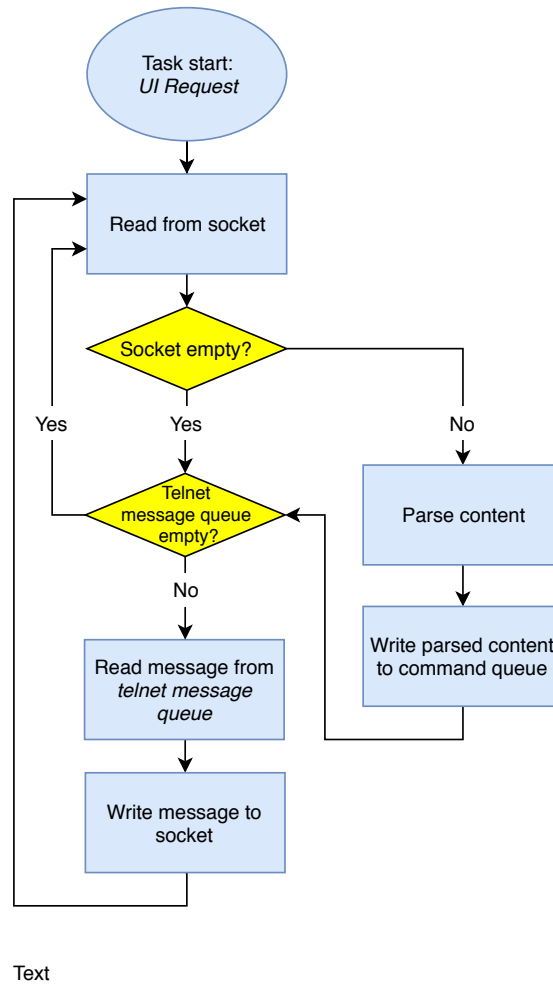 Task start:
UI Request
Read from socket
Socket empty?
Yes
Yes
No
Telnet
message queue
empty?
Parse content
No
Write parsed content
to command queue
Read message from
telnet message
queue
Write message to
socket
Text